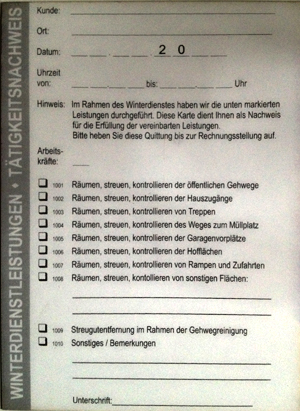 WINTERDIENSTLEISTUNGEN • TÄTIGKEITSNACHWEIS
Kunde:
Ort:
Datum: 2 0
Uhrzeit
von: bis: Uhr
Hinweis: Im Rahmen des Winterdienstes haben wir die unten markierten
Leistungen durchgeführt. Diese Karte dient Ihnen als Nachweis
für die Erfüllung der vereinbarten Leistungen.
Bitte heben Sie diese Quittung bis zur Rechnungsstellung auf.
Arbeits-
kräfte:
1001 Räumen, streuen, kontrollieren der öffentlichen Gehwege
1002 Räumen, streuen, kontrollieren der Hauszugänge
1003 Räumen, streuen, kontrollieren von Treppen
1004 Räumen, streuen, kontrollieren des Weges zum Müllplatz
1005 Räumen, streuen, kontrollieren der Garagenvorplätze
1006 Räumen, streuen, kontrollieren der Hofflächen
1007 Räumen, streuen, kontrollieren von Rampen und Zufahrten
1008 Räumen, streuen, kontollieren von sonstigen Flächen:
1009 Streugutentfernung im Rahmen der Gehwegreinigung
1010 Sonstiges / Bemerkungen
Unterschrift: